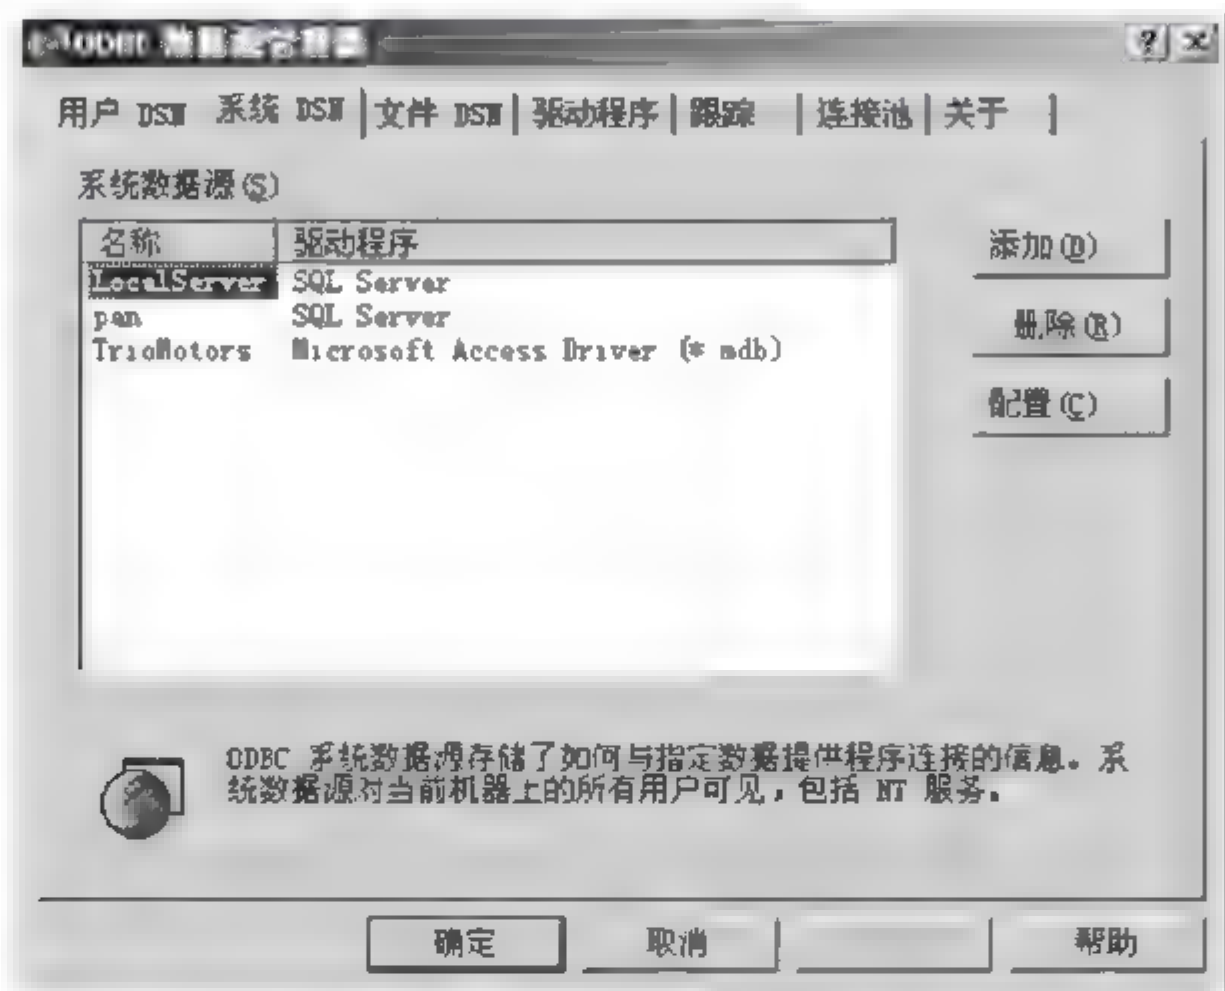 用户 DSN 系统 DSN 文件 DSN 驱动程序 跟踪 连接池 关于
系统数据源(S)
名称 驱动程序
添加(D)
LocalServer SQL Server
pan SQL Server
删除(R)
TrioMotors Microsoft Access Driver (* mdb)
配置(C)
ODBC 系统数据源存储了如何与指定数据提供程序连接的信息。系
统数据源对当前机器上的所有用户可见,包括 NT 服务。
确定 取消 帮助